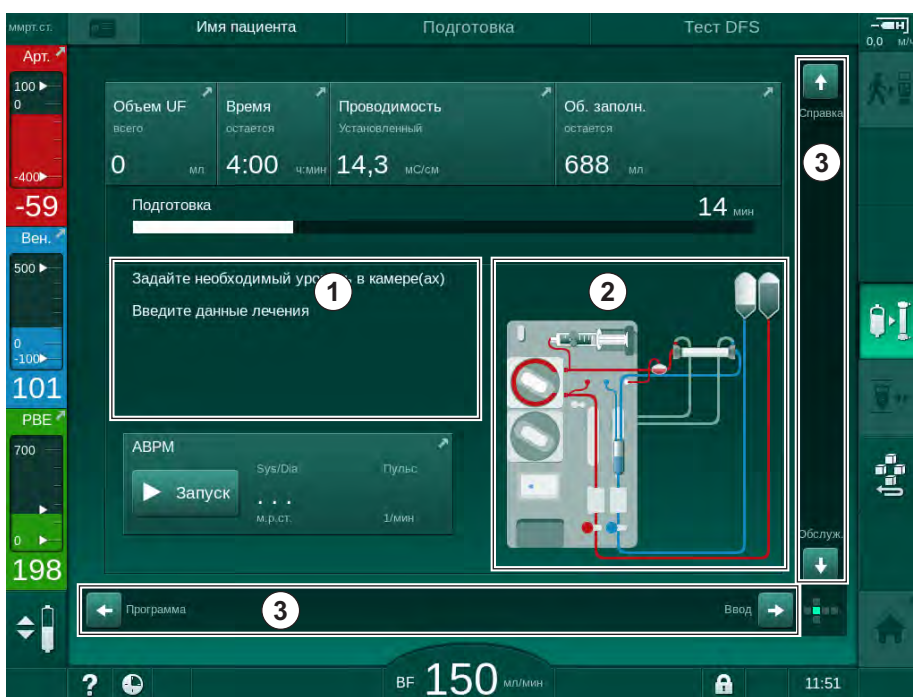 ммрт.ст.
Имя пациента
Подготовка
Тест DFS
0,0 м/ч
Арт.
100
0
-400
-59
Вен.
500
0
-100
101
PBE
700
0
198
Объем UF
всего
0 мл
Время
остается
4:00 ч:мин
Проводимость
Установленный
14,3 мС/см
Об. заполн.
остается
688 мл
Подготовка
14 мин
Задайте необходимый уро ь в камере(ах)
Введите данные лечения
1
2
3
Справка
Обслуж.
ABPM
Запуск
Sys/Dia
. . .
м.р.ст.
Пульс
1/мин
Программа
3
Ввод
?
BF 150 мл/мин
11:51